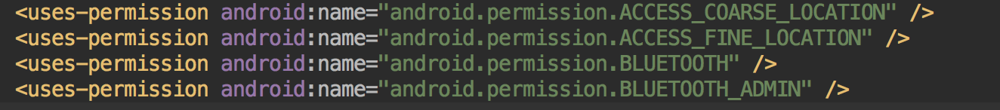 <uses-permission android:name="android.permission.ACCESS_COARSE_LOCATION" />
<uses-permission android:name="android.permission.ACCESS_FINE_LOCATION" />
<uses-permission android:name="android.permission.BLUETOOTH" />
<uses-permission android:name="android.permission.BLUETOOTH_ADMIN" />